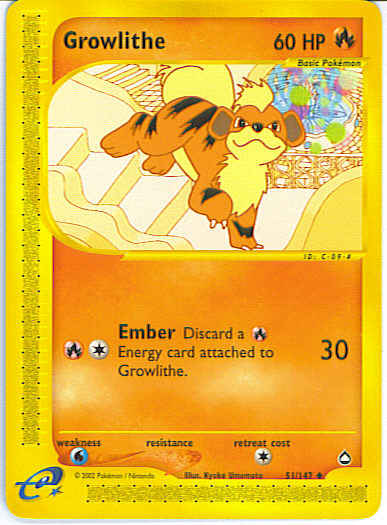 Growlithe 60 HP
Basic Pokémon
ID: C-09-4
Ember Discard a
Energy card attached to 30
Growlithe.
weakness resistance retreat cost
©2002 Pokémon / Nintendo Illus. Kyoko Umemoto 51/147
e